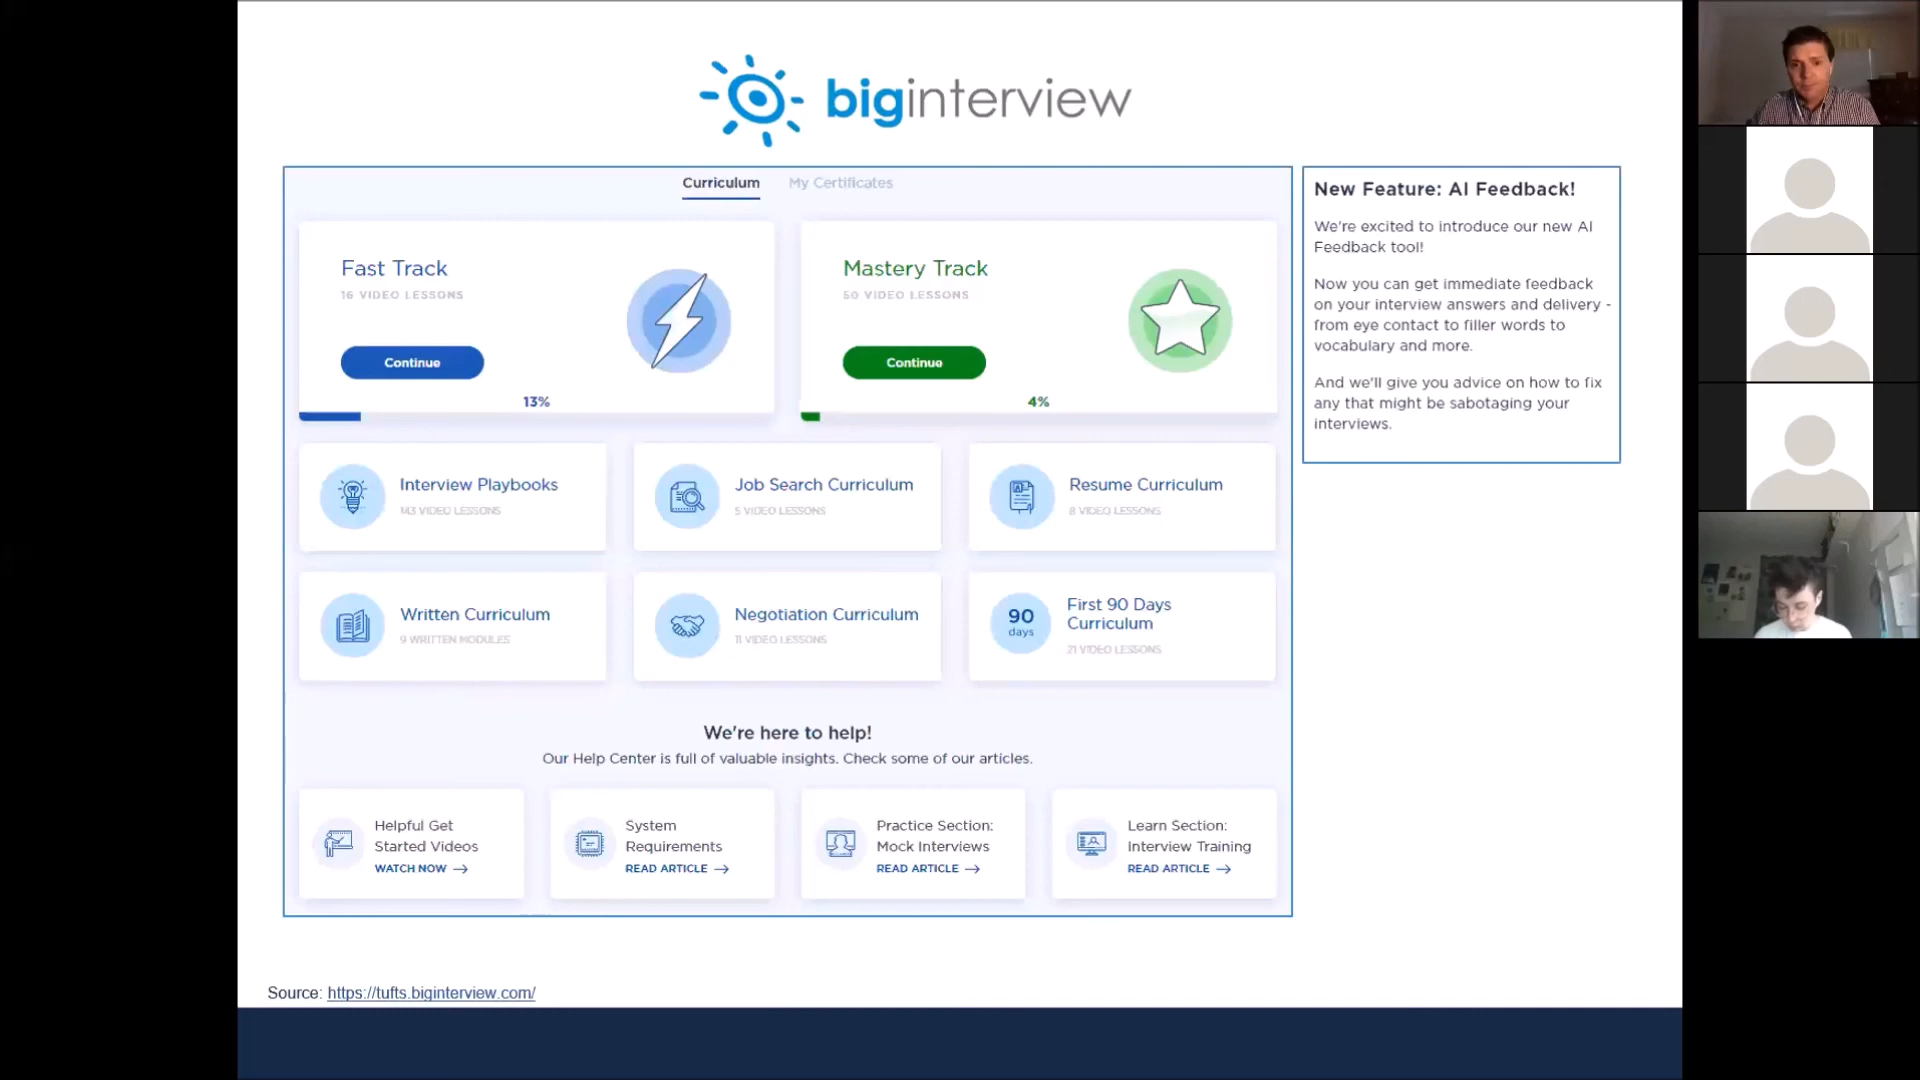 biginterview
Curriculum
My Certificates
Fast Track
16 VIDEO LESSONS
Continue
13%
Mastery Track
50 VIDEO LESSONS
Continue
4%
Interview Playbooks
143 VIDEO LESSONS
Job Search Curriculum
5 VIDEO LESSONS
Resume Curriculum
8 VIDEO LESSONS
Written Curriculum
9 WRITTEN MODULES
Negotiation Curriculum
11 VIDEO LESSONS
90
days
First 90 Days
Curriculum
21 VIDEO LESSONS
We're here to help!
Our Help Center is full of valuable insights. Check some of our articles.
Helpful Get
Started Videos
WATCH NOW →
System
Requirements
READ ARTICLE →
Practice Section:
Mock Interviews
READ ARTICLE →
Learn Section:
Interview Training
READ ARTICLE →
New Feature: AI Feedback!
We're excited to introduce our new AI
Feedback tool!
Now you can get immediate feedback
on your interview answers and delivery -
from eye contact to filler words to
vocabulary and more.
And we'll give you advice on how to fix
any that might be sabotaging your
interviews.
Source: https://tufts.biginterview.com/